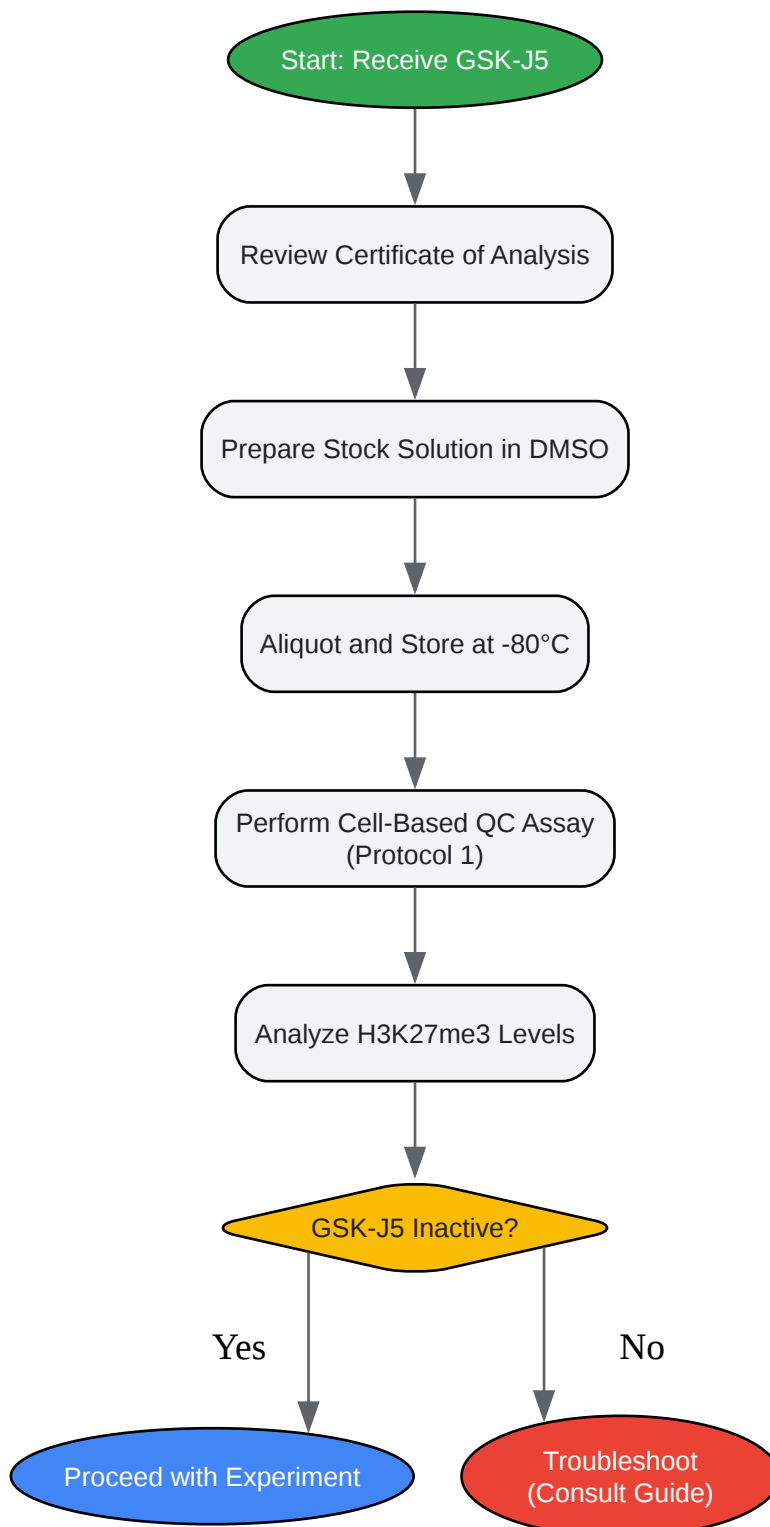 Start: Receive GSK-J5
Review Certificate of Analysis
Prepare Stock Solution in DMSO
Aliquot and Store at -80°C
Perform Cell-Based QC Assay
(Protocol 1)
Analyze H3K27me3 Levels
GSK-J5 Inactive?
Yes
No
Proceed with Experiment
Troubleshoot
(Consult Guide)